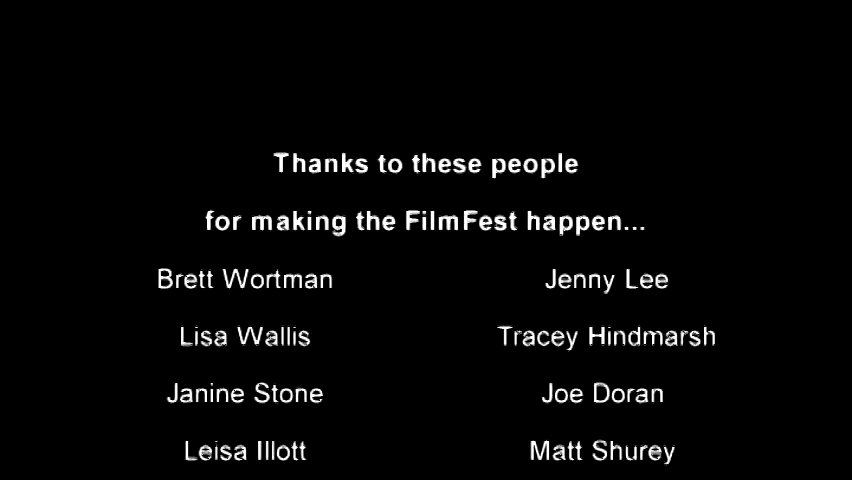 Thanks to these people
for making the FilmFest happen...
Brett Wortman Jenny Lee
Lisa Wallis Tracey Hindmarsh
Janine Stone Joe Doran
Leisa Illott Matt Shurey